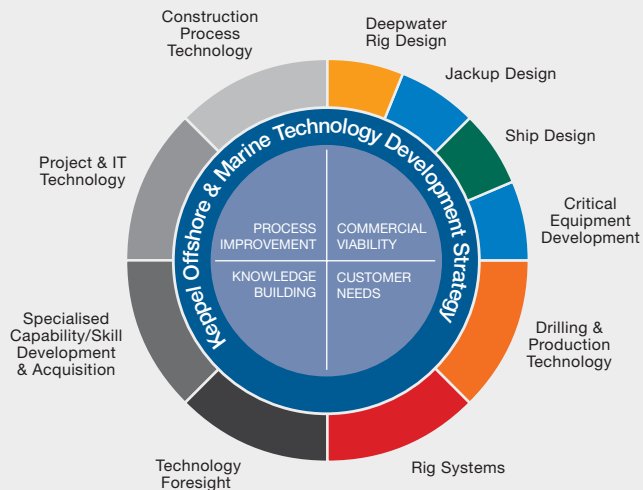 Construction
Process
Technology
Deepwater
Rig Design
Jackup Design
Ship Design
Critical
Equipment
Development
Drilling &
Production
Technology
Rig Systems
Technology
Foresight
Specialised
Capability/Skill
Development
& Acquisition
Project & IT
Technology
Keppel Offshore & Marine Technology Development Strategy
PROCESS
IMPROVEMENT
COMMERCIAL
VIABILITY
KNOWLEDGE
BUILDING
CUSTOMER
NEEDS